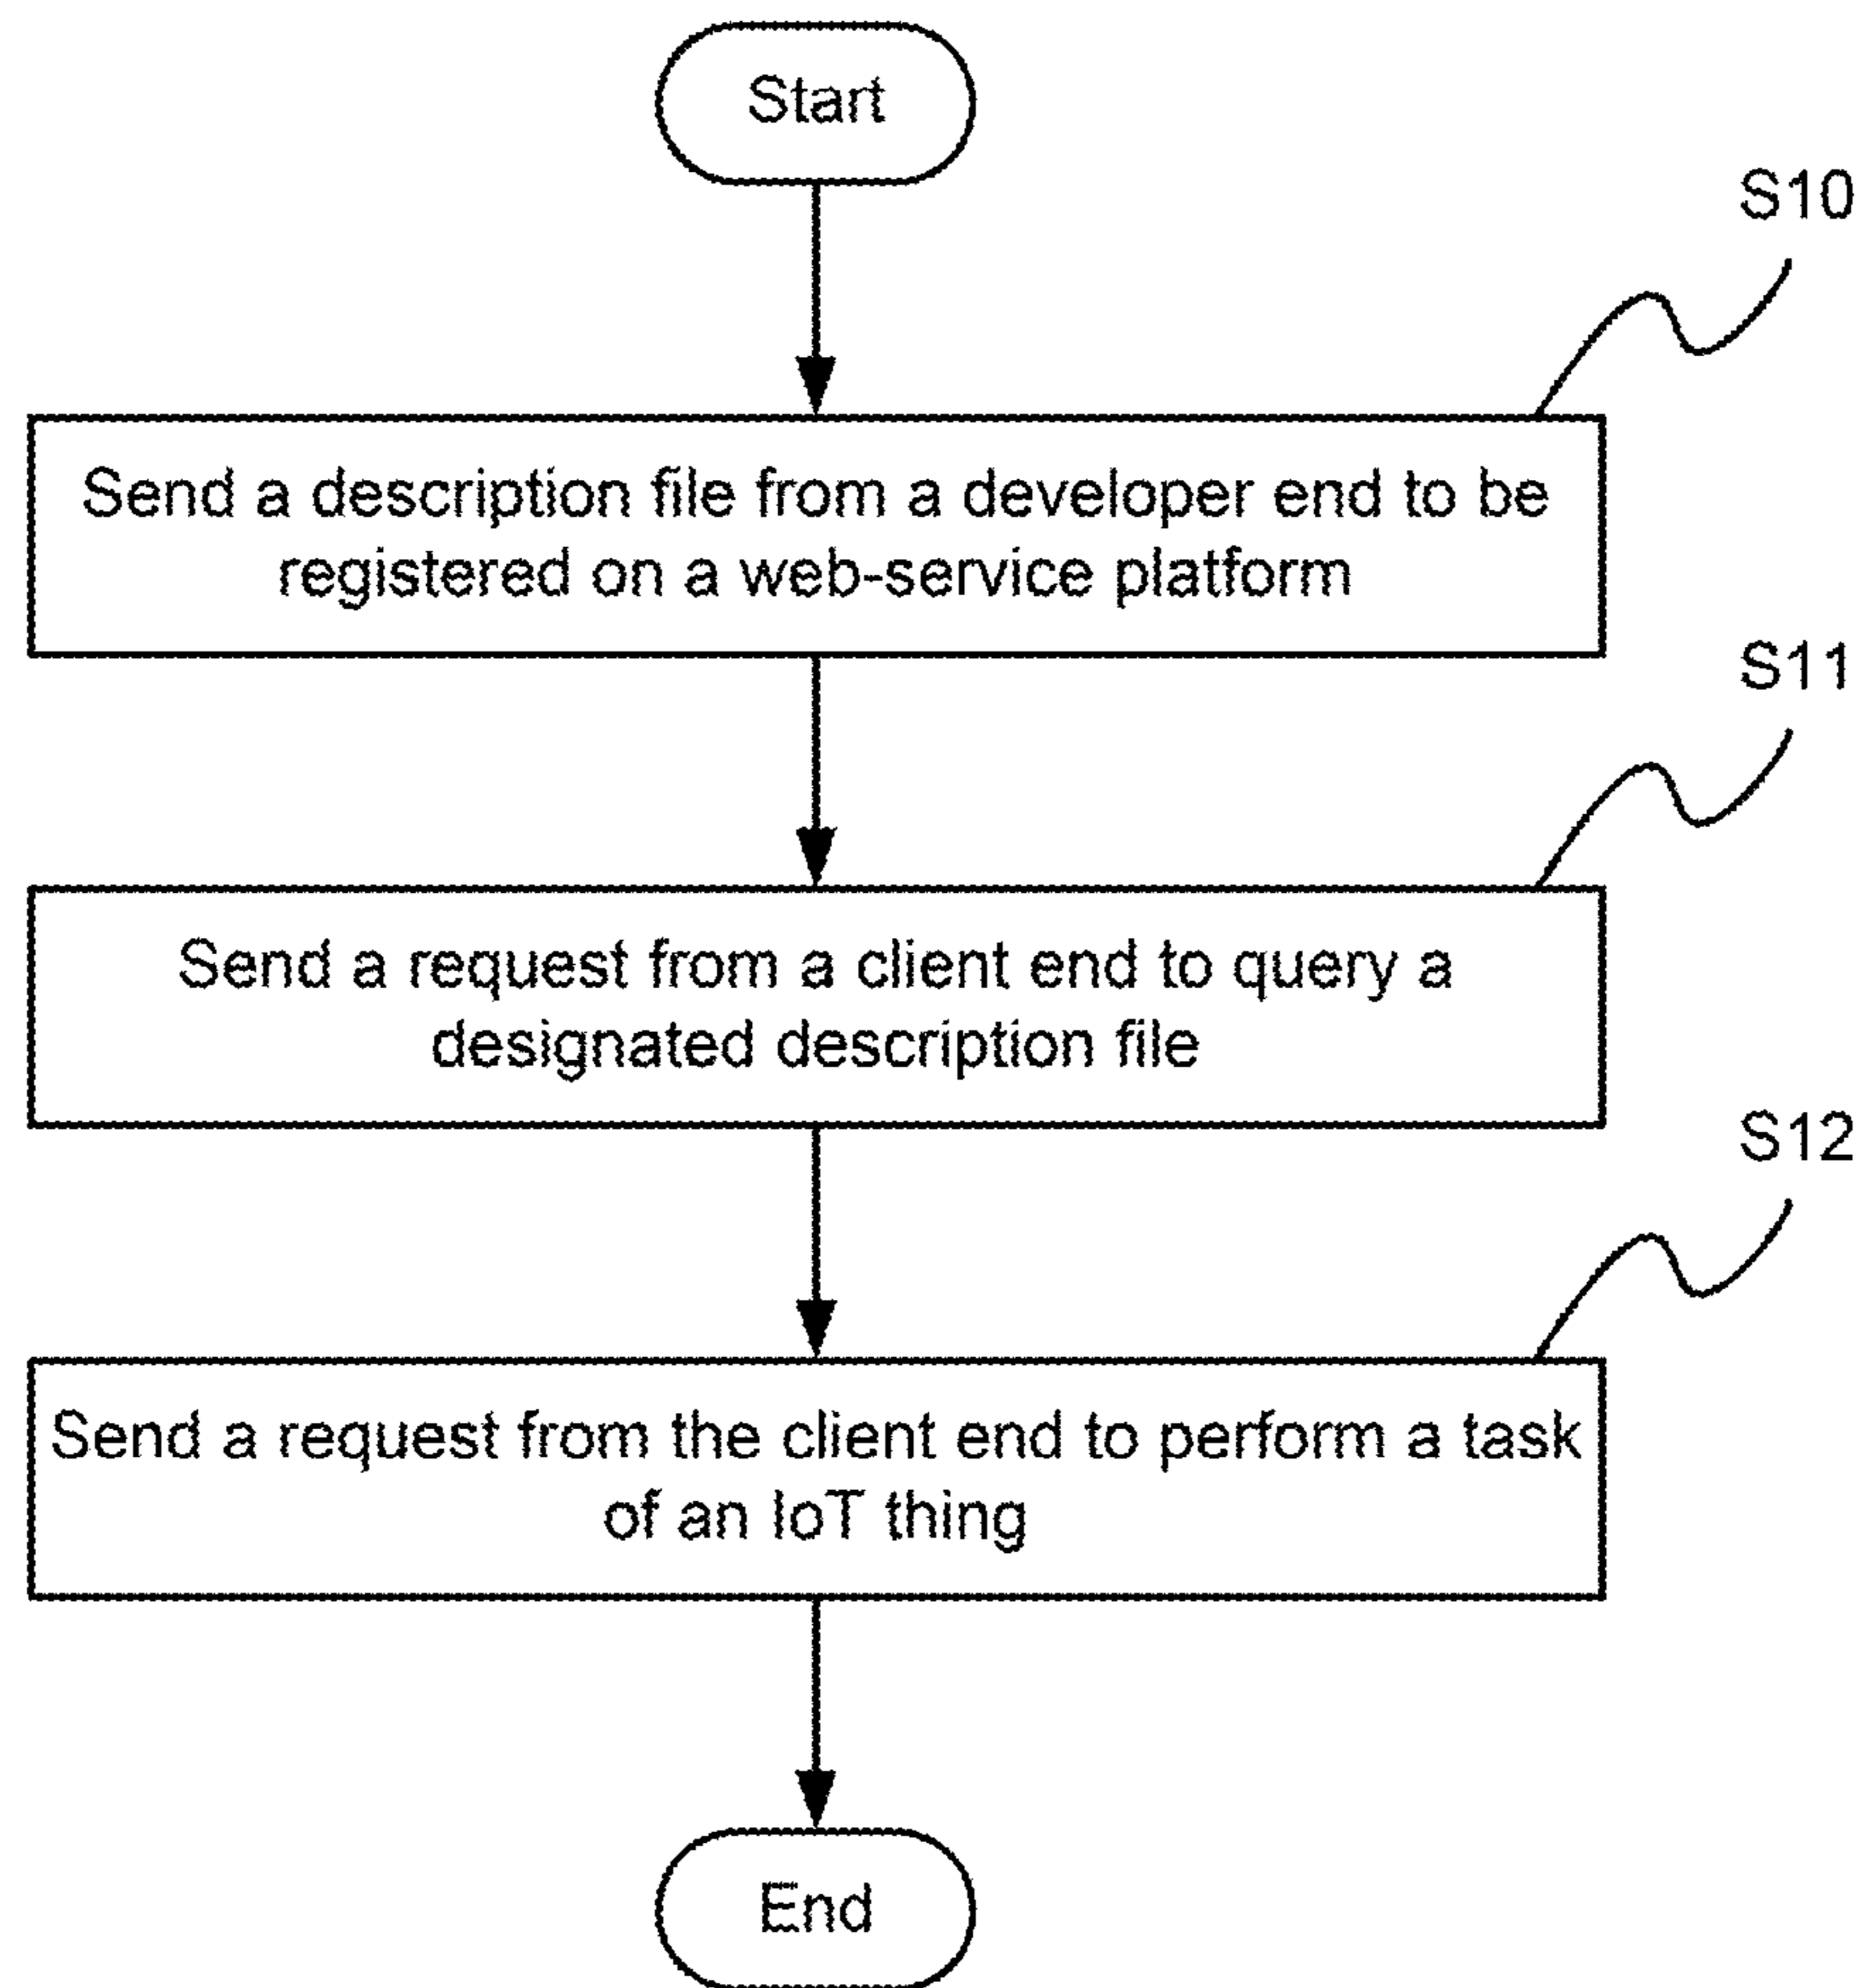 Start
S10
Send a description file from a developer end to be
registered on a web-service platform
S11
Send a request from a client end to query a
designated description file
S12
Send a request from the client end to perform a task
of an IoT thing
End